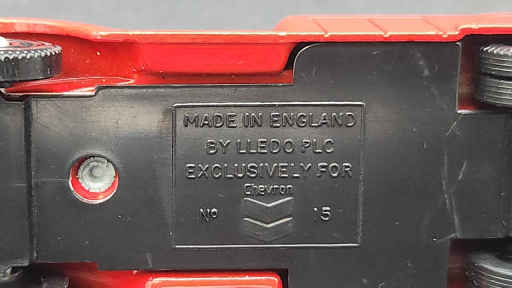 MADE IN ENGLAND
BY LLEDO PLC
EXCLUSIVELY FOR
Chevron
Nº 15